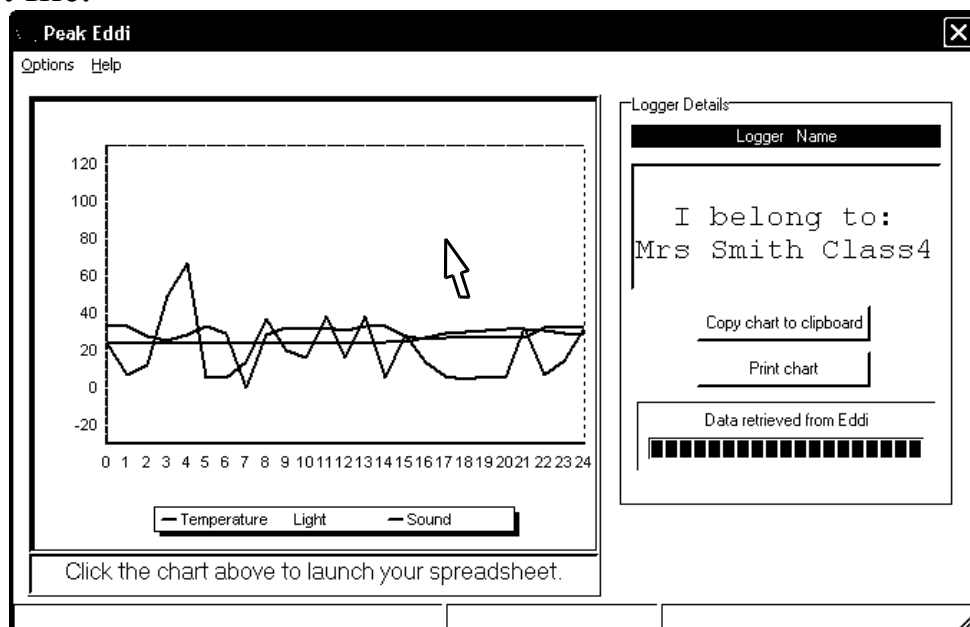 Peak Eddi
Options Help
120
100
80
60
40
20
0
-20
0 1 2 3 4 5 6 7 8 9 10 11 12 13 14 15 16 17 18 19 20 21 22 23 24
Temperature Light Sound
Click the chart above to launch your spreadsheet.
Logger Details
Logger Name
I belong to:
Mrs Smith Class4
Copy chart to clipboard
Print chart
Data retrieved from Eddi